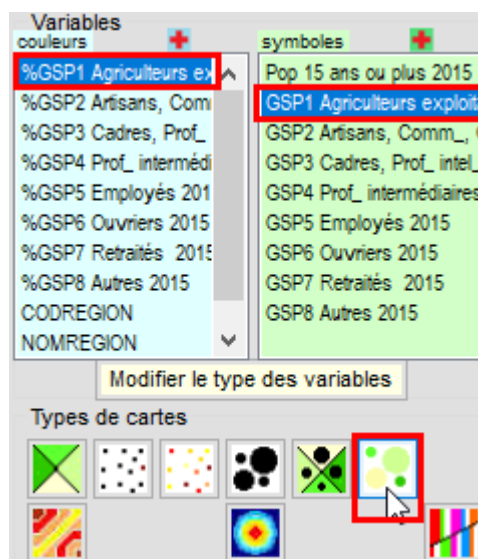 Variables
couleurs
%GSP1 Agriculteurs ex
%GSP2 Artisans, Com
%GSP3 Cadres, Prof_
%GSP4 Prof_ intermédi
%GSP5 Employés 201
%GSP6 Ouvriers 2015
%GSP7 Retraités 2015
%GSP8 Autres 2015
CODREGION
NOMREGION
symboles
Pop 15 ans ou plus 2015
GSP1 Agriculteurs exploita
GSP2 Artisans, Comm_,
GSP3 Cadres, Prof_ intel_
GSP4 Prof_ intermédiaires
GSP5 Employés 2015
GSP6 Ouvriers 2015
GSP7 Retraités 2015
GSP8 Autres 2015
Modifier le type des variables
Types de cartes